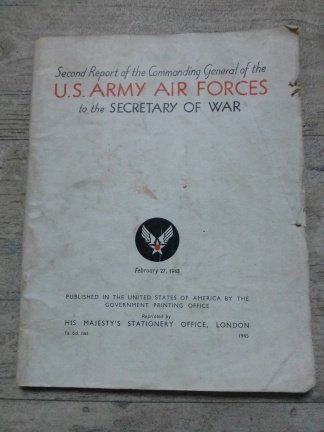 Second Report of the Commanding General of the
U.S. ARMY AIR FORCES
to the SECRETARY OF WAR
February 27, 1945
PUBLISHED IN THE UNITED STATES OF AMERICA BY THE
GOVERNMENT PRINTING OFFICE
Reprinted by
HIS MAJESTY'S STATIONERY OFFICE, LONDON
1945